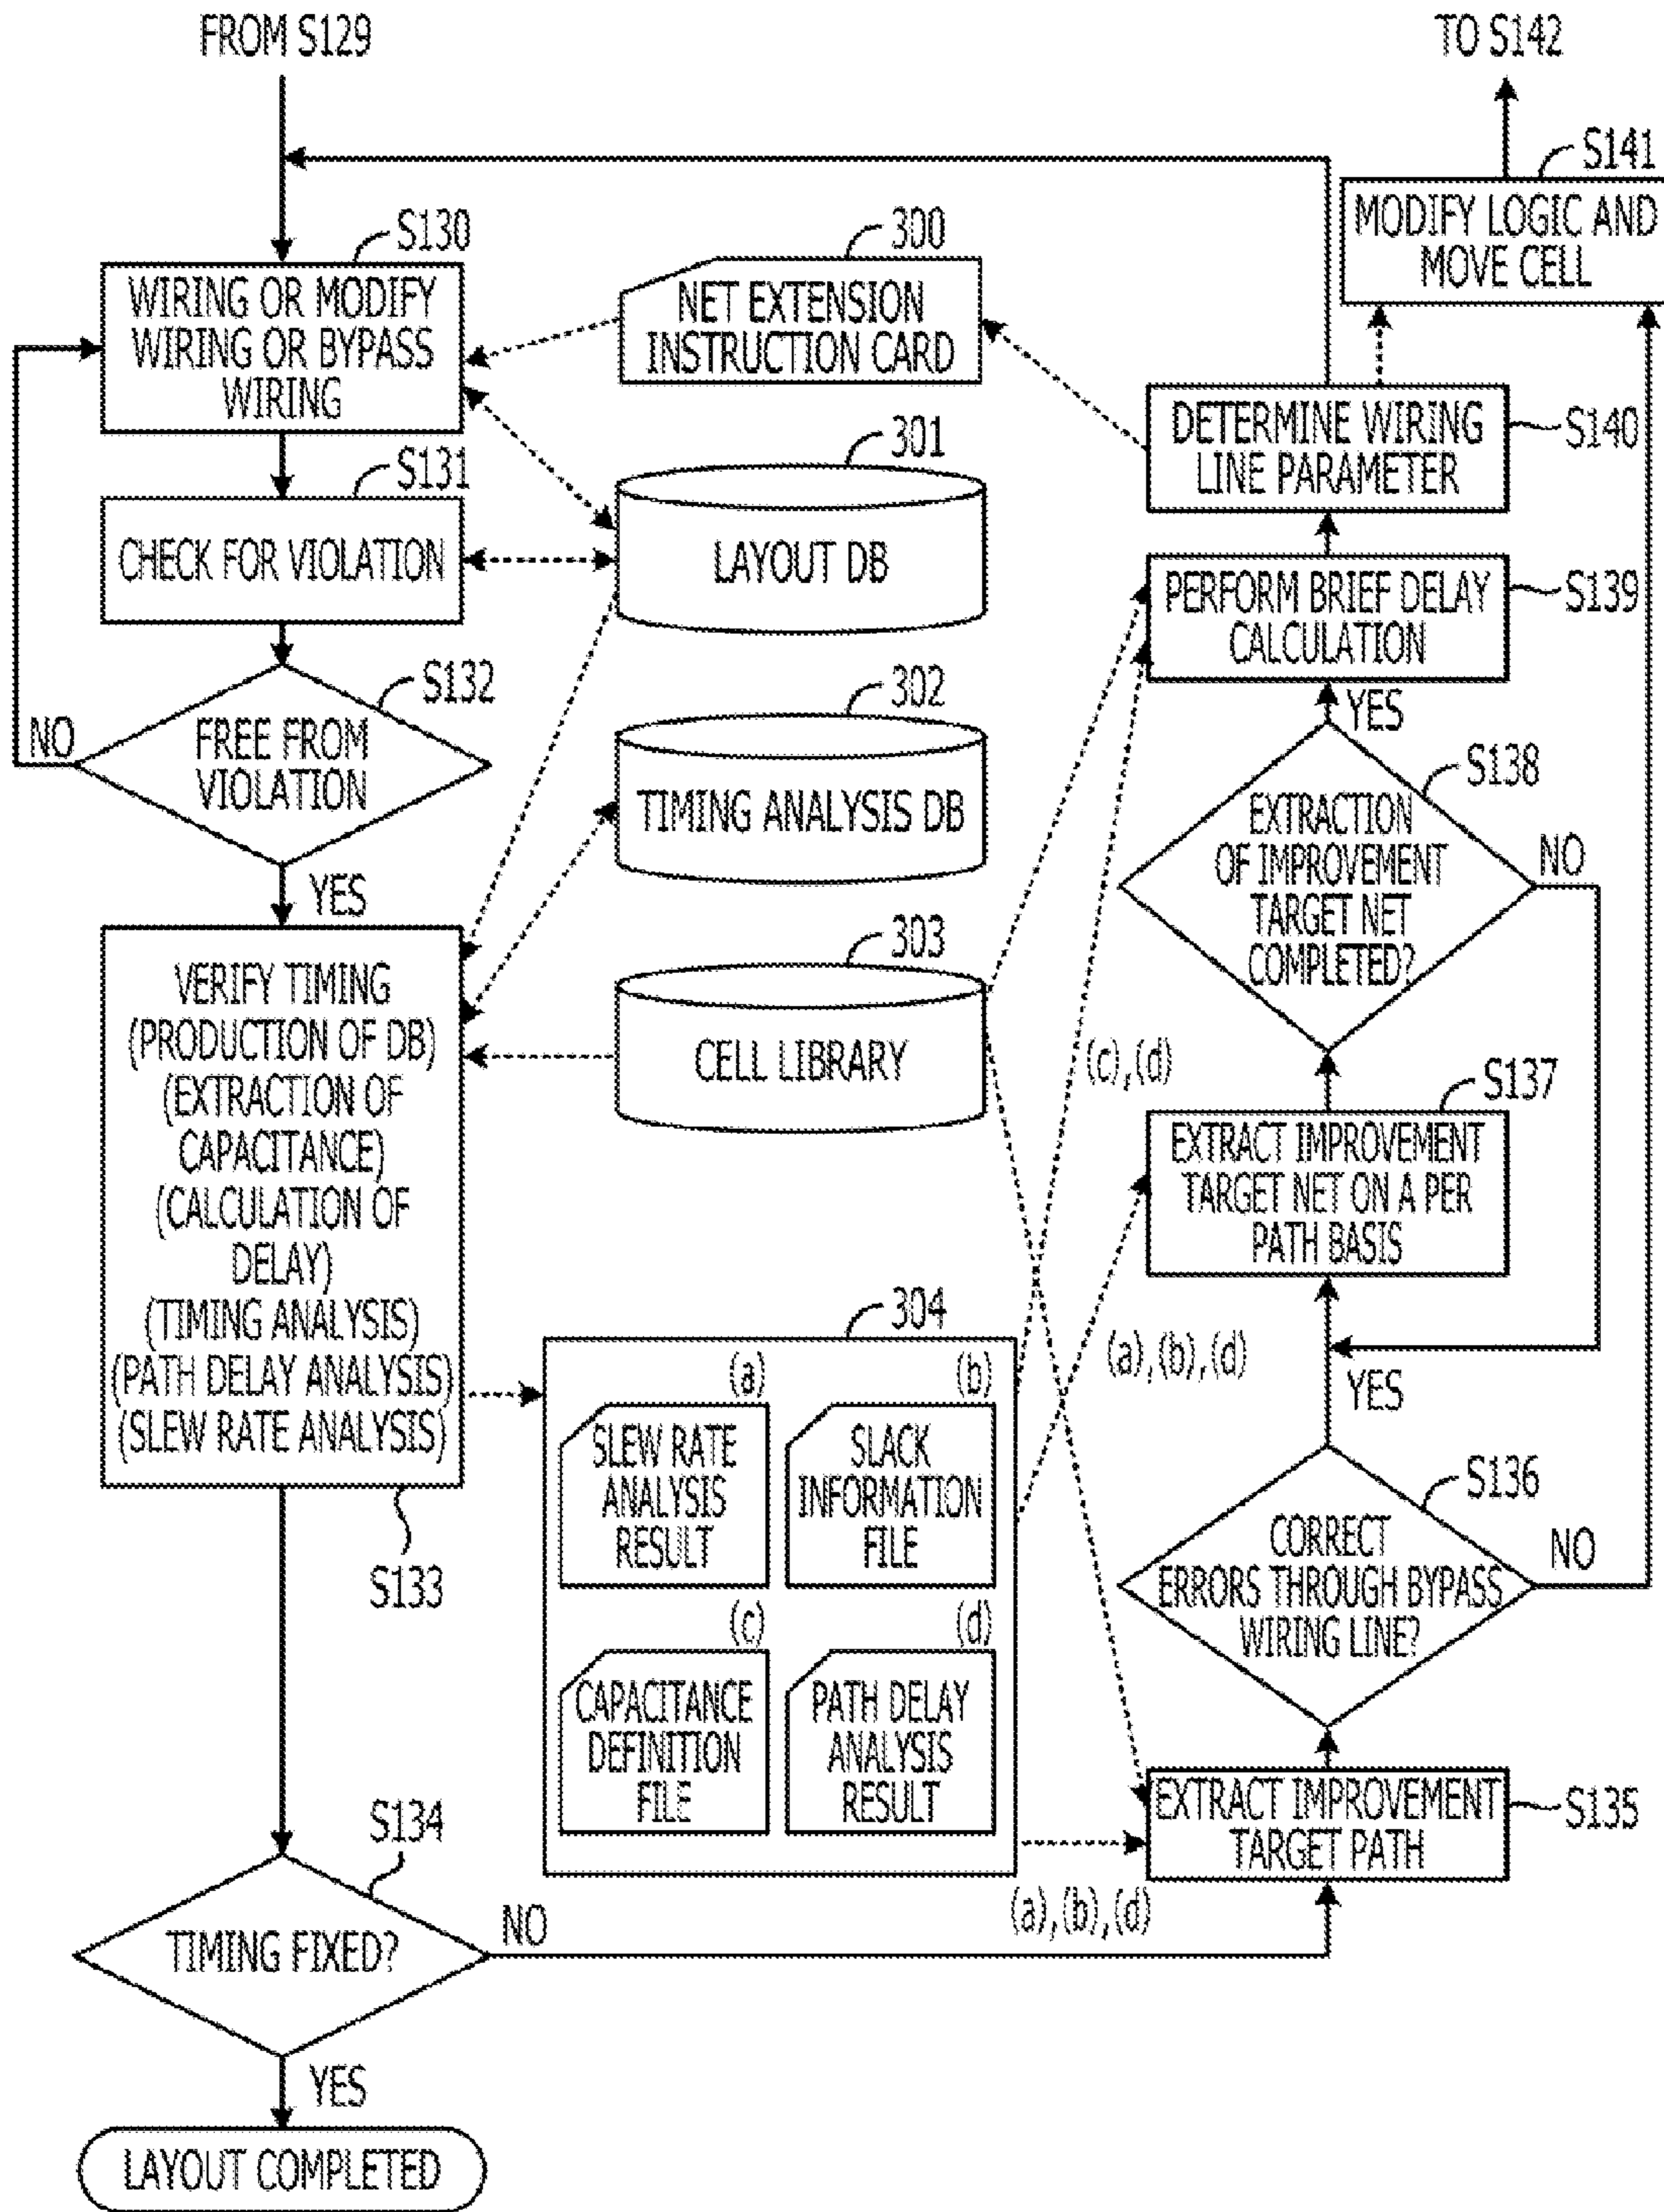 FROM S129
TO S142
S141
MODIFY LOGIC AND
MOVE CELL
S130
WIRING OR MODIFY
WIRING OR BYPASS
WIRING
300
NET EXTENSION
INSTRUCTION CARD
DETERMINE WIRING
LINE PARAMETER
S140
S131
CHECK FOR VIOLATION
301
LAYOUT DB
PERFORM BRIEF DELAY
CALCULATION
S139
YES
S132
FREE FROM
VIOLATION
NO
YES
302
TIMING ANALYSIS DB
S138
EXTRACTION
OF IMPROVEMENT
TARGET NET
COMPLETED?
NO
303
CELL LIBRARY
(c),(d)
VERIFY TIMING
(PRODUCTION OF DB)
(EXTRACTION OF
CAPACITANCE)
(CALCULATION OF
DELAY)
(TIMING ANALYSIS)
(PATH DELAY ANALYSIS)
(SLEW RATE ANALYSIS)
S133
S137
EXTRACT IMPROVEMENT
TARGET NET ON A PER
PATH BASIS
304
(a),(b),(d)
YES
(a)
SLEW RATE
ANALYSIS
RESULT
(b)
SLACK
INFORMATION
FILE
(c)
CAPACITANCE
DEFINITION
FILE
(d)
PATH DELAY
ANALYSIS
RESULT
S136
CORRECT
ERRORS THROUGH BYPASS
WIRING LINE?
NO
EXTRACT IMPROVEMENT
TARGET PATH
S135
(a),(b),(d)
S134
TIMING FIXED?
NO
YES
LAYOUT COMPLETED